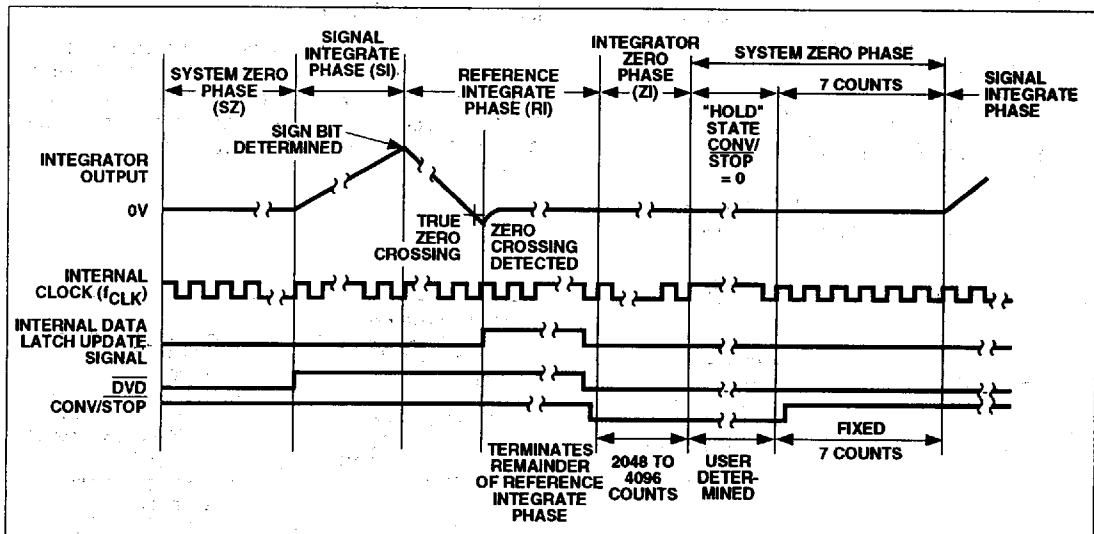 SYSTEM ZERO
PHASE
(SZ)
SIGNAL
INTEGRATE
PHASE (SI)
REFERENCE
INTEGRATE
PHASE (RI)
INTEGRATOR
ZERO
PHASE
(ZI)
SYSTEM ZERO PHASE
7 COUNTS
"HOLD"
STATE
CONV/
STOP
= 0
SIGNAL
INTEGRATE
PHASE
SIGN BIT
DETERMINED
INTEGRATOR
OUTPUT
0V
TRUE
ZERO
CROSSING
ZERO
CROSSING
DETECTED
INTERNAL
CLOCK (fCLK)
INTERNAL DATA
LATCH UPDATE
SIGNAL
DVD
CONV/STOP
TERMINATES
REMAINDER
OF REFERENCE
INTEGRATE
PHASE
2048 TO
4096
COUNTS
USER
DETER-
MINED
FIXED
7 COUNTS